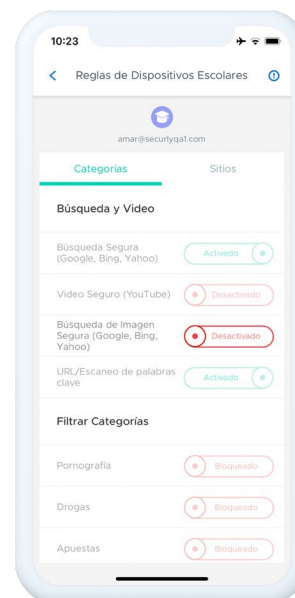 10:23
Reglas de Dispositivos Escolares
amar@securlyqa1.com
Categorías Sitios
Búsqueda y Video
Búsqueda Segura
(Google, Bing, Yahoo)
Activado
Video Seguro (YouTube)
Desactivado
Búsqueda de Imagen
Segura (Google, Bing,
Yahoo)
Desactivado
URL/Escaneo de palabras
clave
Activado
Filtrar Categorías
Pornografía
Bloqueado
Drogas
Bloqueado
Apuestas
Bloqueado